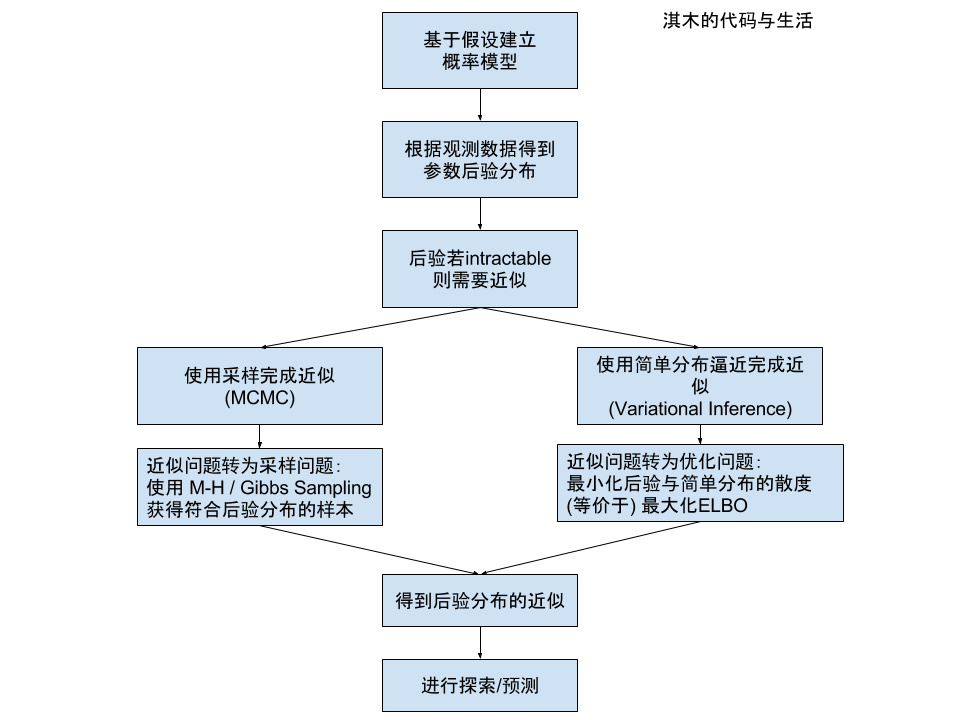 淇木的代码与生活
基于假设建立
概率模型
根据观测数据得到
参数后验分布
后验若intractable
则需要近似
使用采样完成近似
(MCMC)
使用简单分布逼近完成近
似
(Variational Inference)
近似问题转为采样问题：
使用 M-H / Gibbs Sampling
获得符合后验分布的样本
近似问题转为优化问题：
最小化后验与简单分布的散度
(等价于) 最大化ELBO
得到后验分布的近似
进行探索/预测